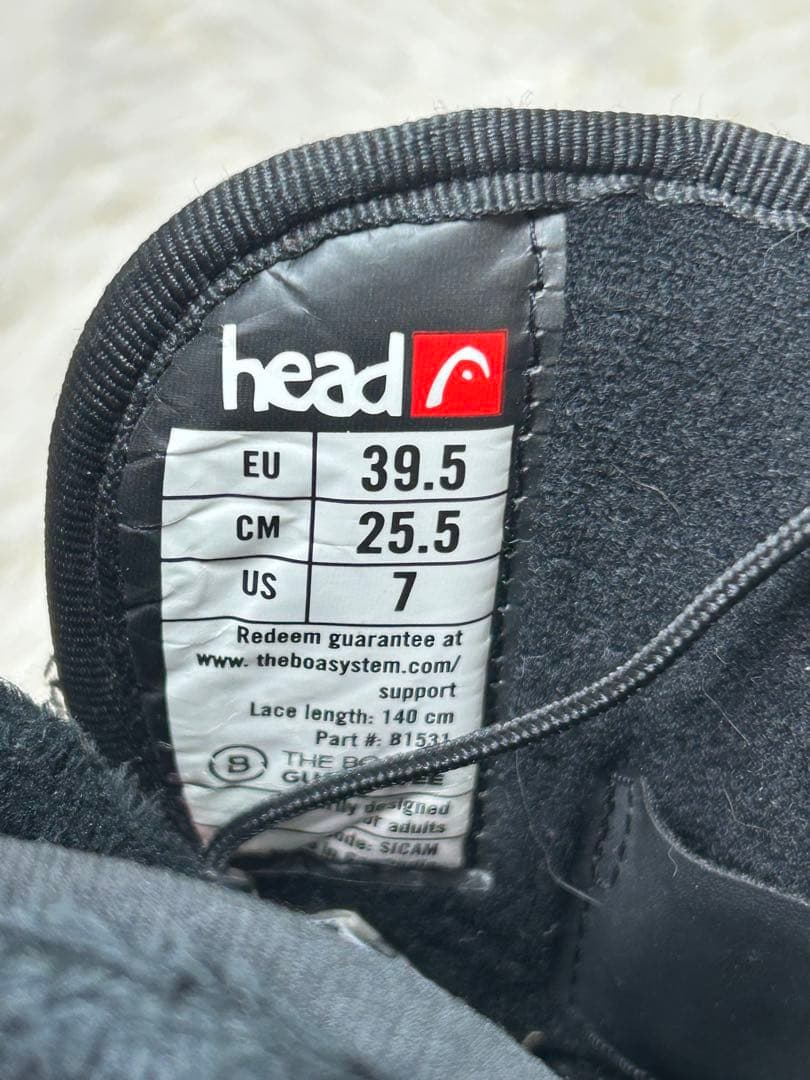 head
EU 39.5
CM 25.5
US 7
Redeem guarantee at
www. theboasystem.com/
support
Lace length: 140 cm
Part #: B1531
B THE
designed
adults
SICAM